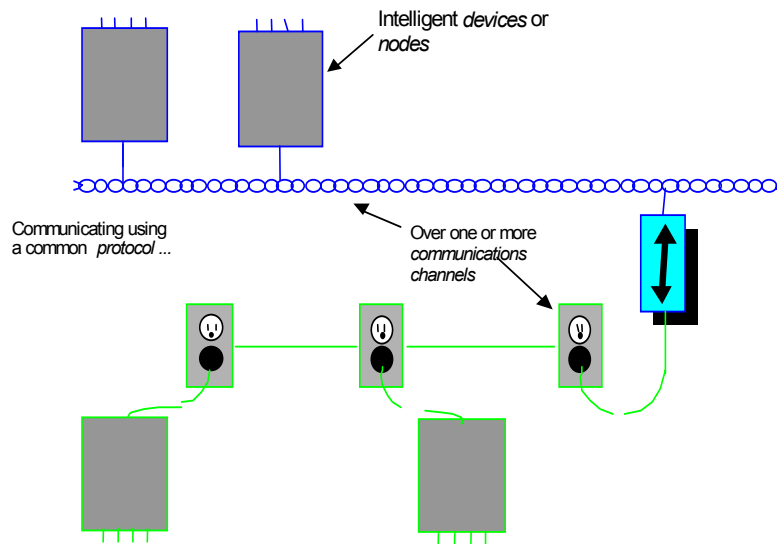 Intelligent devices or
nodes
Communicating using
a common protocol ...
Over one or more
communications
channels